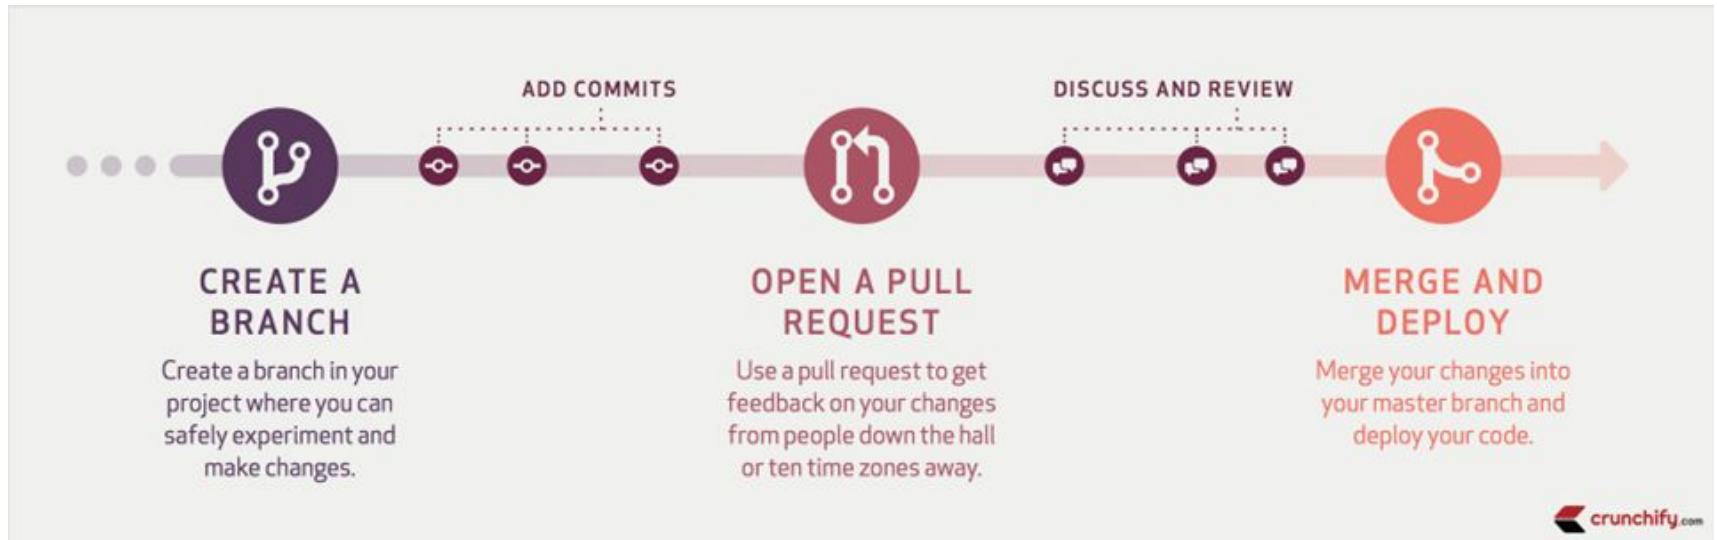 ADD COMMITS
DISCUSS AND REVIEW
CREATE A
BRANCH
Create a branch in your
project where you can
safely experiment and
make changes.
OPEN A PULL
REQUEST
Use a pull request to get
feedback on your changes
from people down the hall
or ten time zones away.
MERGE AND
DEPLOY
Merge your changes into
your master branch and
deploy your code.
crunchify.com